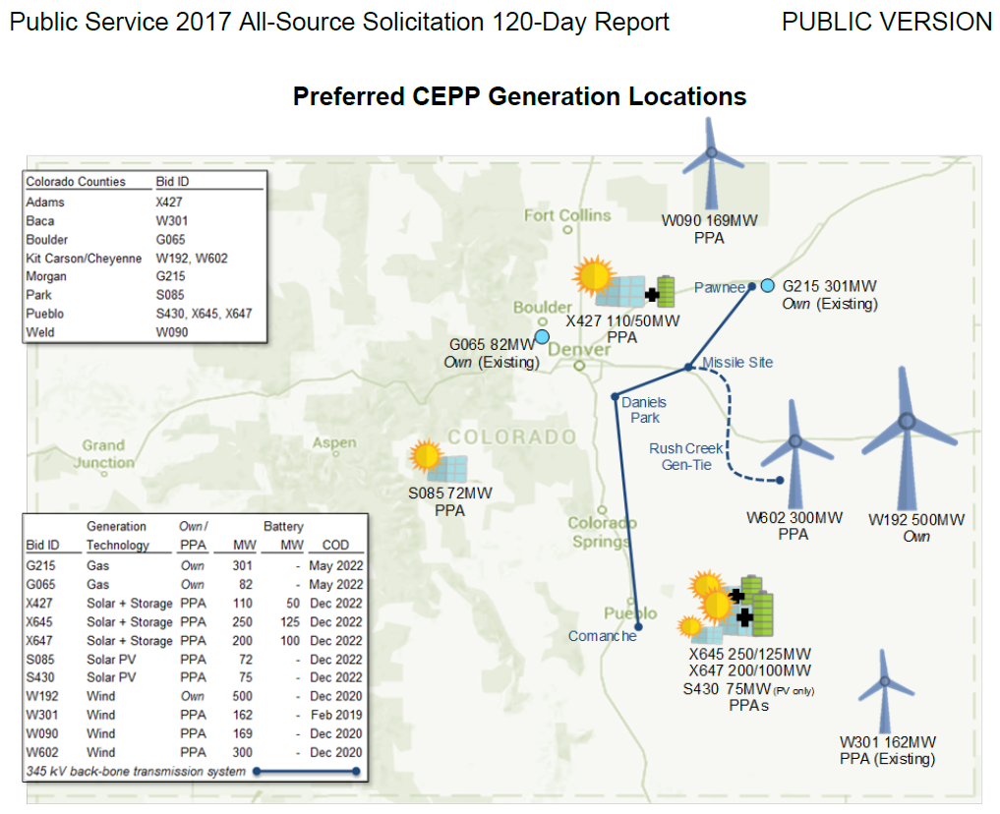 Public Service 2017 All-Source Solicitation 120-Day Report PUBLIC VERSION
Preferred CEPP Generation Locations
Colorado Counties Bid ID
Adams X427
Baca W301
Boulder G065
Kit Carson/Cheyenne W192, W602
Morgan G215
Park S085
Pueblo S430, X645, X647
Weld W090
W090 169MW
PPA
Fort Collins
Pawnee
G215 301MW
Own (Existing)
X427 110/50MW
PPA
Boulder
G065 82MW
Own (Existing)
Denver
Missile Site
Daniels
Park
COLORADO
Grand
Junction
Aspen
Rush Creek
Gen-Tie
S085 72MW
PPA
W602 300MW
PPA
W192 500MW
Own
Colorado
Springs
Pueblo
Comanche
X645 250/125MW
X647 200/100MW
S430 75MW (PV only)
PPAs
W301 162MW
PPA (Existing)
Generation Own / Battery
Bid ID Technology PPA MW MW COD
G215 Gas Own 301 - May 2022
G065 Gas Own 82 - May 2022
X427 Solar + Storage PPA 110 50 Dec 2022
X645 Solar + Storage PPA 250 125 Dec 2022
X647 Solar + Storage PPA 200 100 Dec 2022
S085 Solar PV PPA 72 - Dec 2022
S430 Solar PV PPA 75 - Dec 2022
W192 Wind Own 500 - Dec 2020
W301 Wind PPA 162 - Feb 2019
W090 Wind PPA 169 - Dec 2020
W602 Wind PPA 300 - Dec 2020
345 kV back-bone transmission system